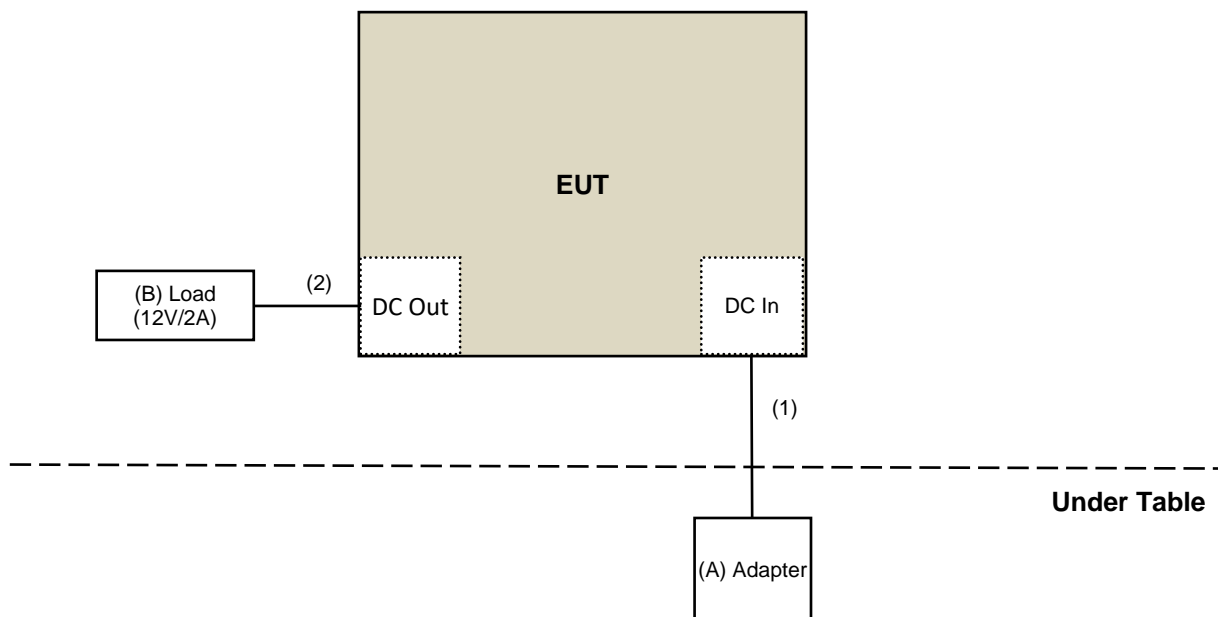 EUT
(B) Load
(12V/2A)
(2)
DC Out
DC In
(1)
Under Table
(A) Adapter